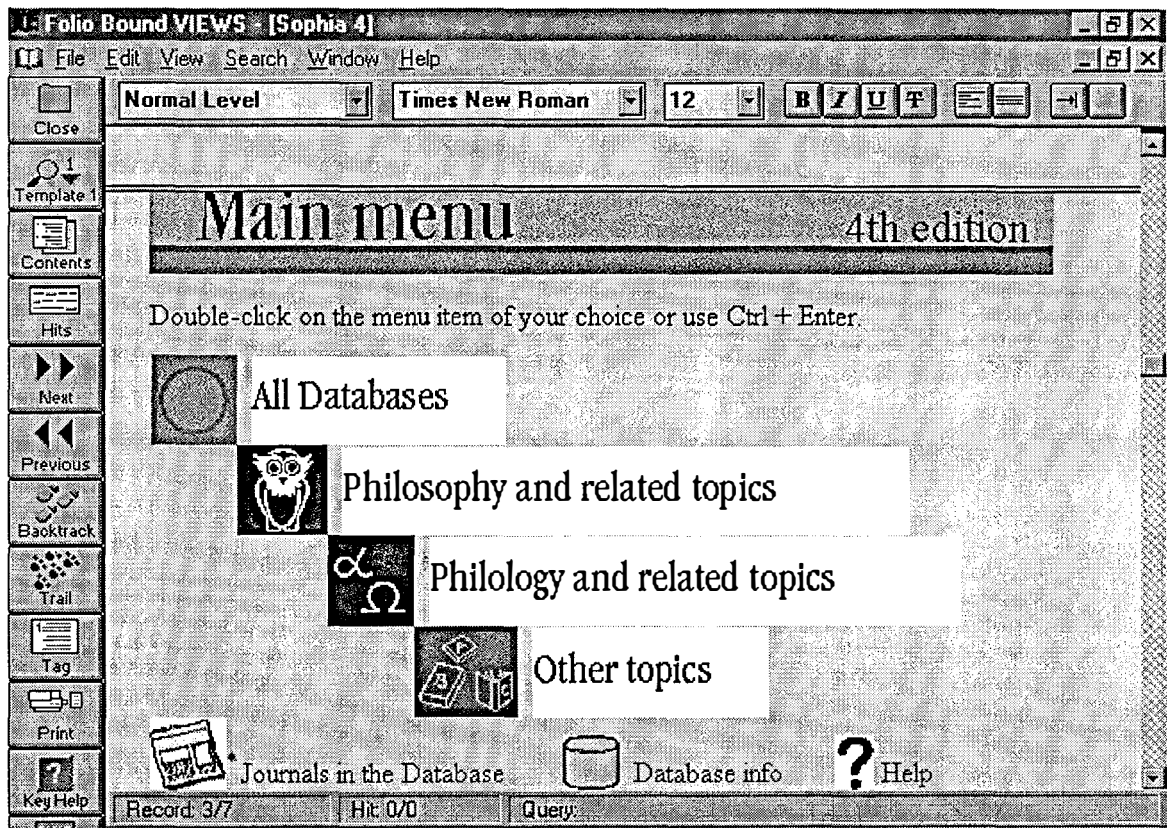 Folio Bound VIEWS - [Sophia 4]
File Edit View Search Window Help
Normal Level Times New Roman 12 B I U T
Close
Template 1
Contents
Hits
Next
Previous
Backtrack
Trail
Tag
Print
Key Help
Main menu 4th edition
Double-click on the menu item of your choice or use Ctrl + Enter.
All Databases
Philosophy and related topics
α Ω Philology and related topics
Other topics
Journals in the Database Database info ? Help
Record: 3/7 Hit: 0/0 Query: